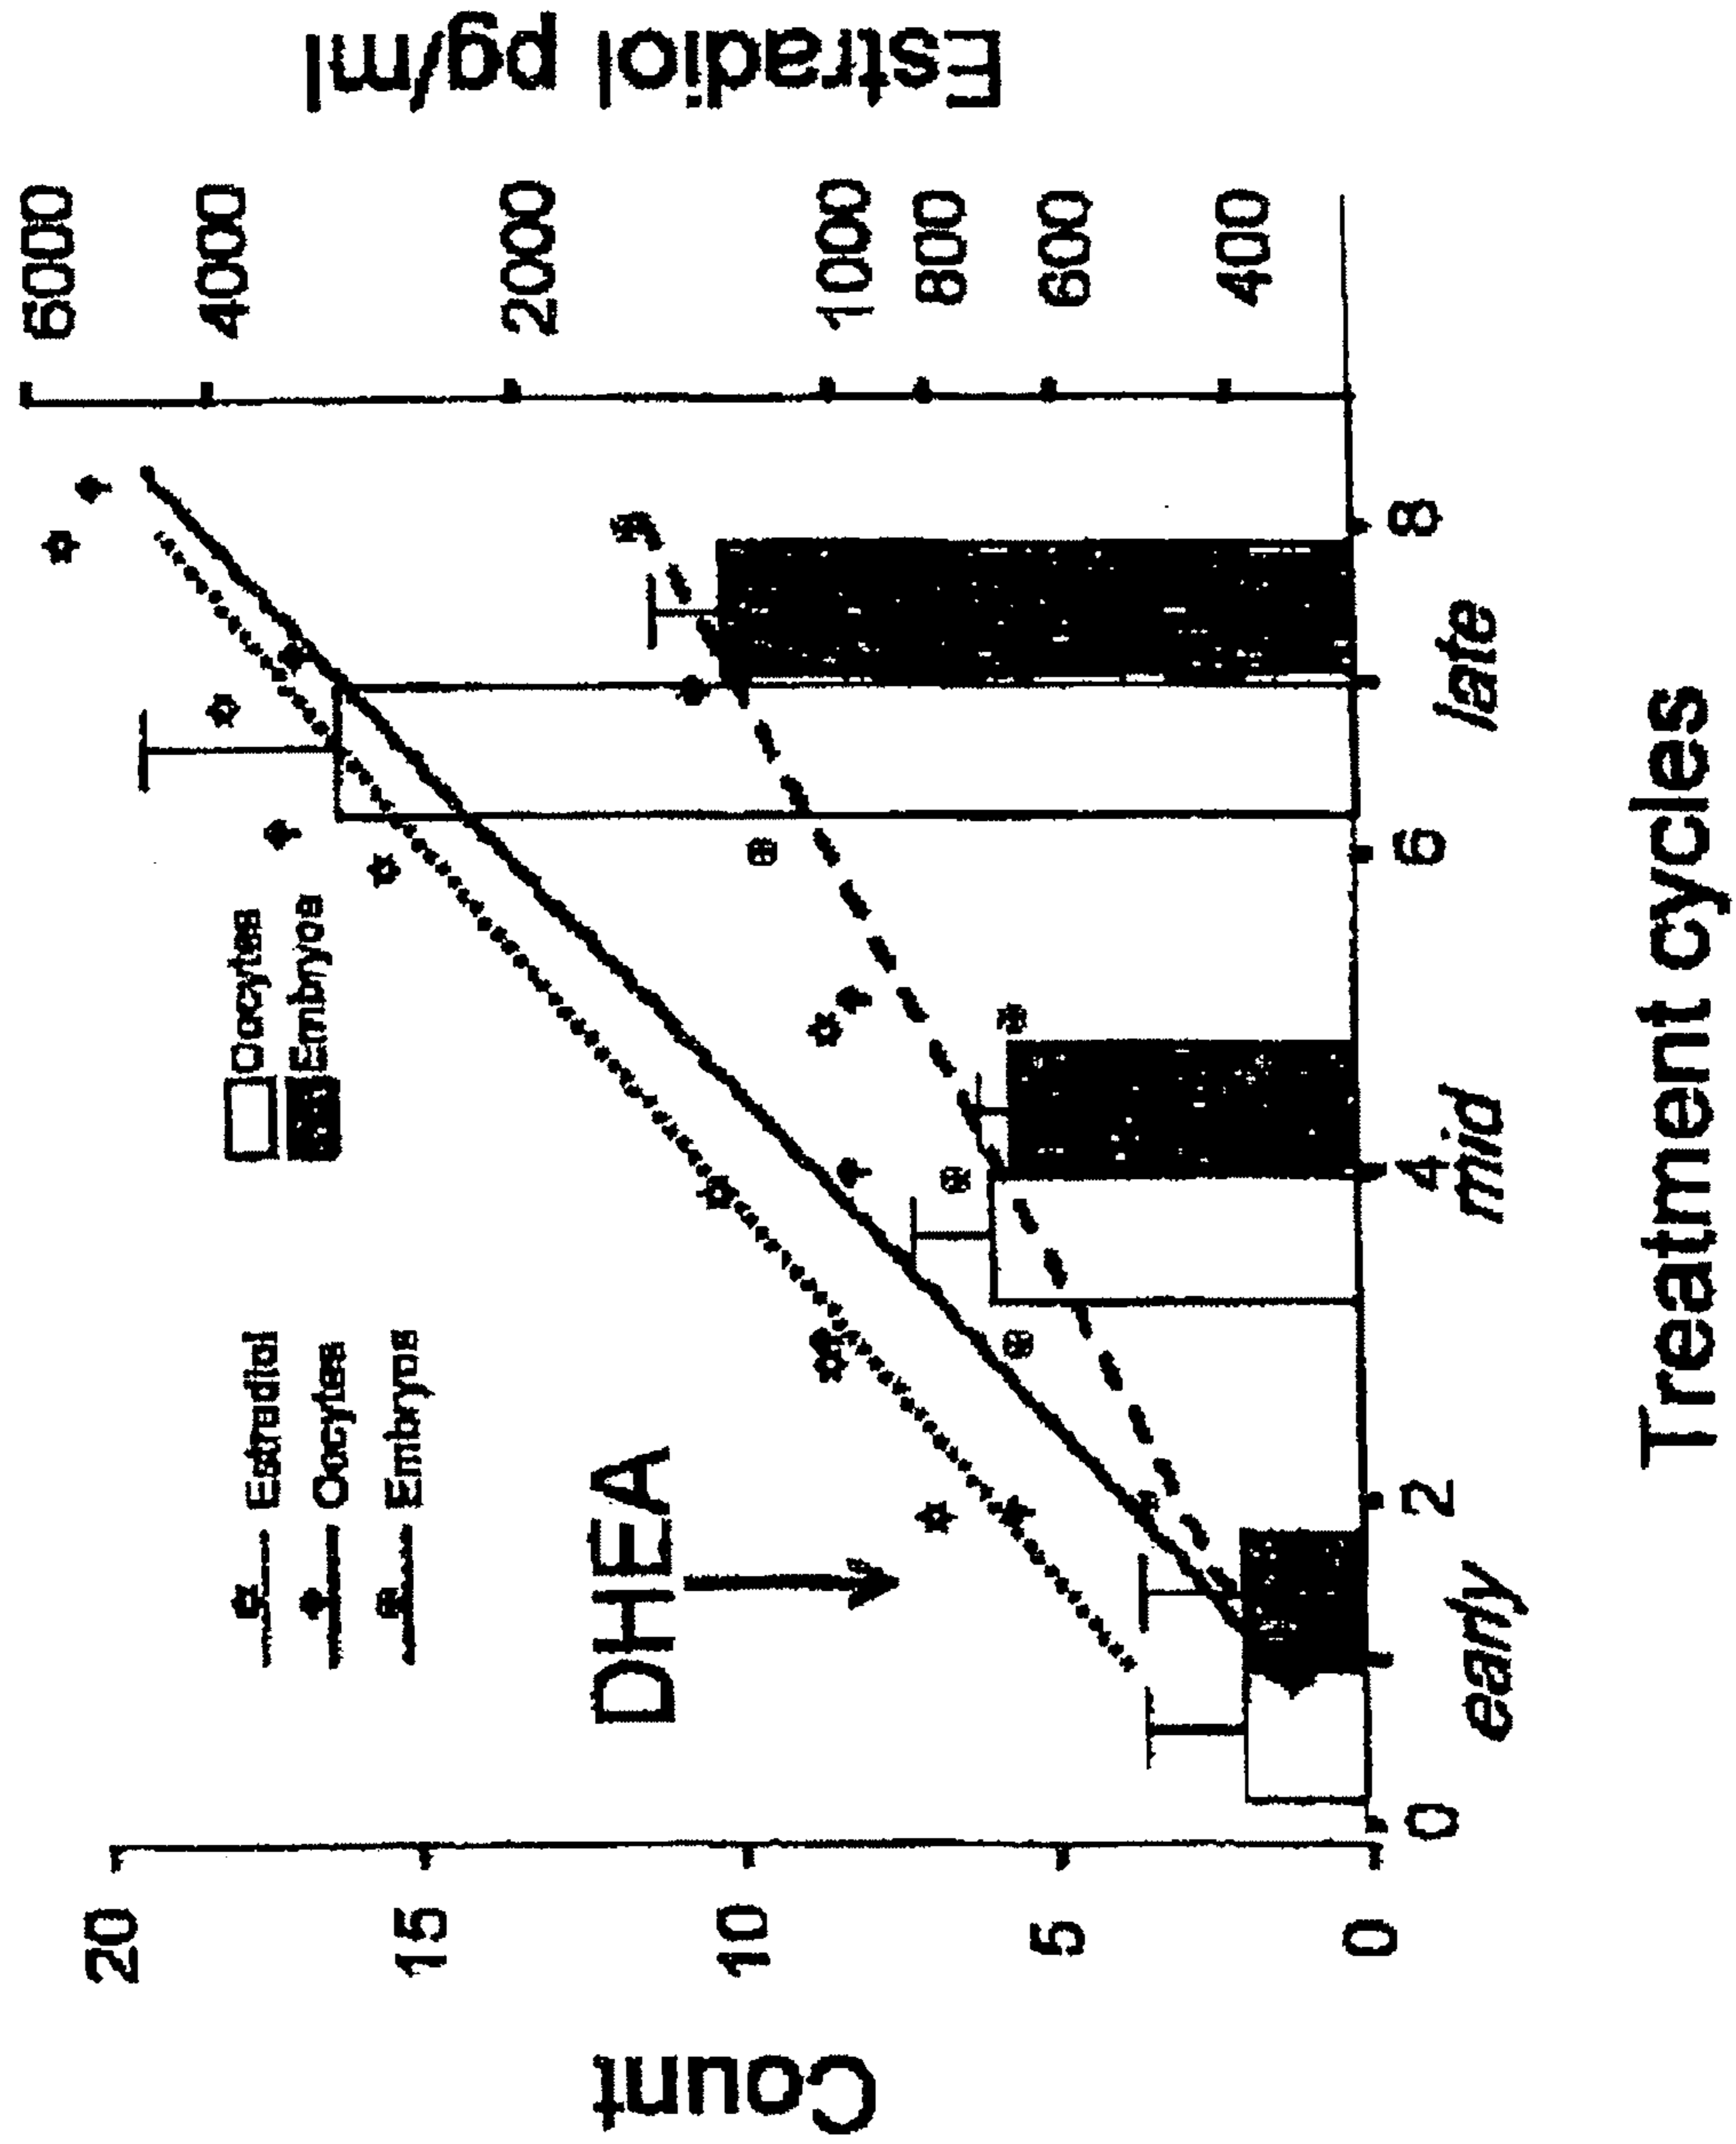 Count
20
15
10
5
0
Estradiol
Oocytes
Embryos
Oocytes
Embryos
DHEA
6000
4000
2000
1000
800
600
400
Estradiol pg/ml
0
2
4
6
8
early
mid
late
Treatment cycles